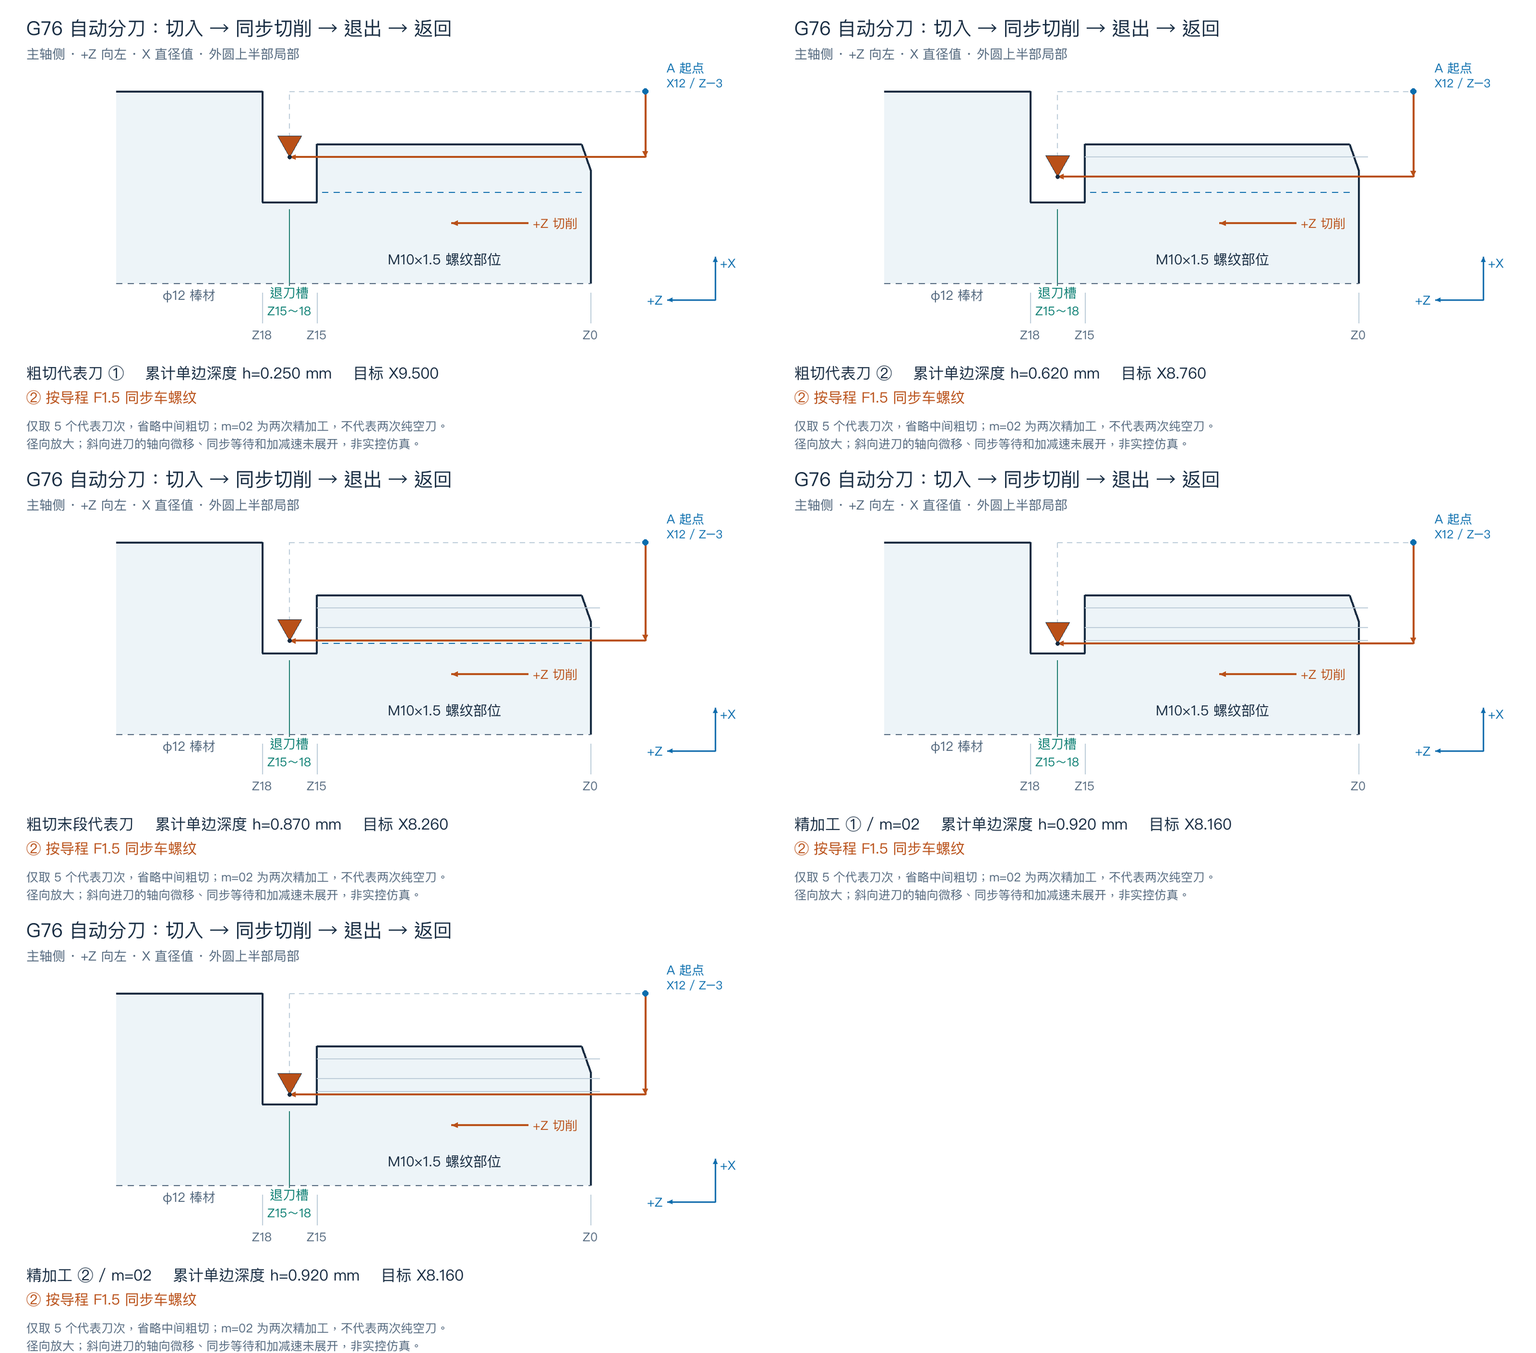 G76 自动分刀：切入 → 同步切削 → 退出 → 返回
主轴侧 · +Z 向左 · X 直径值 · 外圆上半部局部
A 起点
X12 / Z−3
+Z 切削
M10×1.5 螺纹部位
+X
+Z
φ12 棒材
退刀槽
Z15～18
Z18
Z15
Z0
粗切代表刀 ① 累计单边深度 h=0.250 mm 目标 X9.500
② 按导程 F1.5 同步车螺纹
仅取 5 个代表刀次，省略中间粗切；m=02 为两次精加工，不代表两次纯空刀。
径向放大；斜向进刀的轴向微移、同步等待和加减速未展开，非实控仿真。
G76 自动分刀：切入 → 同步切削 → 退出 → 返回
主轴侧 · +Z 向左 · X 直径值 · 外圆上半部局部
A 起点
X12 / Z−3
+Z 切削
M10×1.5 螺纹部位
+X
+Z
φ12 棒材
退刀槽
Z15～18
Z18
Z15
Z0
粗切代表刀 ② 累计单边深度 h=0.620 mm 目标 X8.760
② 按导程 F1.5 同步车螺纹
仅取 5 个代表刀次，省略中间粗切；m=02 为两次精加工，不代表两次纯空刀。
径向放大；斜向进刀的轴向微移、同步等待和加减速未展开，非实控仿真。
G76 自动分刀：切入 → 同步切削 → 退出 → 返回
主轴侧 · +Z 向左 · X 直径值 · 外圆上半部局部
A 起点
X12 / Z−3
+Z 切削
M10×1.5 螺纹部位
+X
+Z
φ12 棒材
退刀槽
Z15～18
Z18
Z15
Z0
粗切末段代表刀 累计单边深度 h=0.870 mm 目标 X8.260
② 按导程 F1.5 同步车螺纹
仅取 5 个代表刀次，省略中间粗切；m=02 为两次精加工，不代表两次纯空刀。
径向放大；斜向进刀的轴向微移、同步等待和加减速未展开，非实控仿真。
G76 自动分刀：切入 → 同步切削 → 退出 → 返回
主轴侧 · +Z 向左 · X 直径值 · 外圆上半部局部
A 起点
X12 / Z−3
+Z 切削
M10×1.5 螺纹部位
+X
+Z
φ12 棒材
退刀槽
Z15～18
Z18
Z15
Z0
精加工 ① / m=02 累计单边深度 h=0.920 mm 目标 X8.160
② 按导程 F1.5 同步车螺纹
仅取 5 个代表刀次，省略中间粗切；m=02 为两次精加工，不代表两次纯空刀。
径向放大；斜向进刀的轴向微移、同步等待和加减速未展开，非实控仿真。
G76 自动分刀：切入 → 同步切削 → 退出 → 返回
主轴侧 · +Z 向左 · X 直径值 · 外圆上半部局部
A 起点
X12 / Z−3
+Z 切削
M10×1.5 螺纹部位
+X
+Z
φ12 棒材
退刀槽
Z15～18
Z18
Z15
Z0
精加工 ② / m=02 累计单边深度 h=0.920 mm 目标 X8.160
② 按导程 F1.5 同步车螺纹
仅取 5 个代表刀次，省略中间粗切；m=02 为两次精加工，不代表两次纯空刀。
径向放大；斜向进刀的轴向微移、同步等待和加减速未展开，非实控仿真。